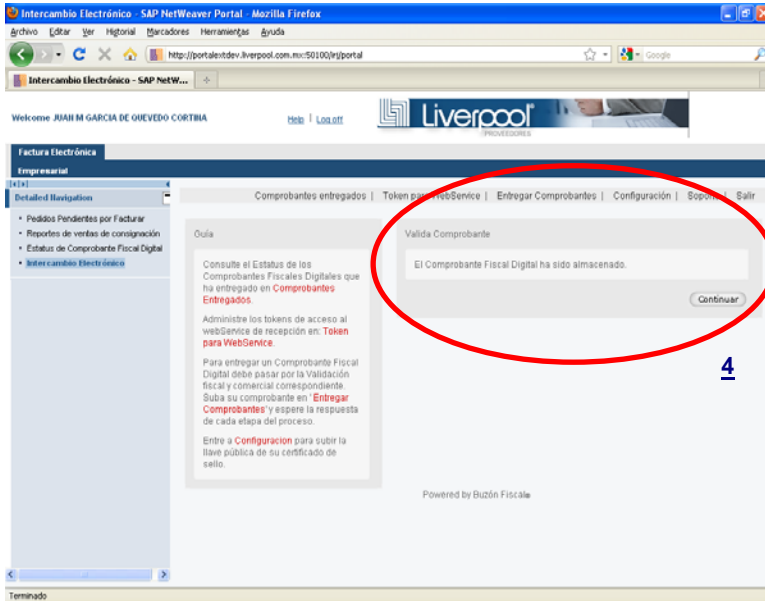 Intercambio Electrónico - SAP NetWeaver Portal - Mozilla Firefox
Archivo Editar Ver Historial Marcadores Herramientas Ayuda
http://portalextdev.liverpool.com.mx:50100/irj/portal
Google
Intercambio Electrónico - SAP NetW...
Welcome JUAN M GARCIA DE QUEVEDO CORTINA
Help | Log off
Liverpool
PROVEEDORES
Factura Electrónica
Empresarial
Detailed Navigation
Comprobantes entregados | Token para WebService | Entregar Comprobantes | Configuración | Soporte | Salir
• Pedidos Pendientes por Facturar
• Reportes de ventas de consignación
• Estatus de Comprobante Fiscal Digital
• Intercambio Electrónico
Guía
Consulte el Estatus de los
Comprobantes Fiscales Digitales que
ha entregado en Comprobantes
Entregados.
Administre los tokens de acceso al
webService de recepción en: Token
para WebService.
Para entregar un Comprobante Fiscal
Digital debe pasar por la Validación
fiscal y comercial correspondiente.
Suba su comprobante en 'Entregar
Comprobantes' y espere la respuesta
de cada etapa del proceso.
Entre a Configuracion para subir la
llave pública de su certificado de
sello.
Valida Comprobante
El Comprobante Fiscal Digital ha sido almacenado.
Continuar
4
Powered by Buzón Fiscal®
Terminado